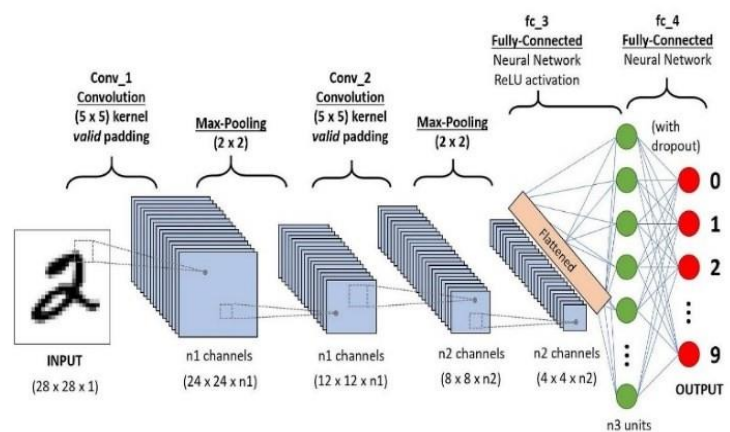 fc_3
Fully-Connected
Neural Network
ReLU activation
fc_4
Fully-Connected
Neural Network
Conv_1
Convolution
(5 x 5) kernel
valid padding
Max-Pooling
(2 x 2)
Conv_2
Convolution
(5 x 5) kernel
valid padding
Max-Pooling
(2 x 2)
(with
dropout)
Flattened
0
1
2
9
INPUT
(28 x 28 x 1)
n1 channels
(24 x 24 x n1)
n1 channels
(12 x 12 x n1)
n2 channels
(8 x 8 x n2)
n2 channels
(4 x 4 x n2)
OUTPUT
n3 units